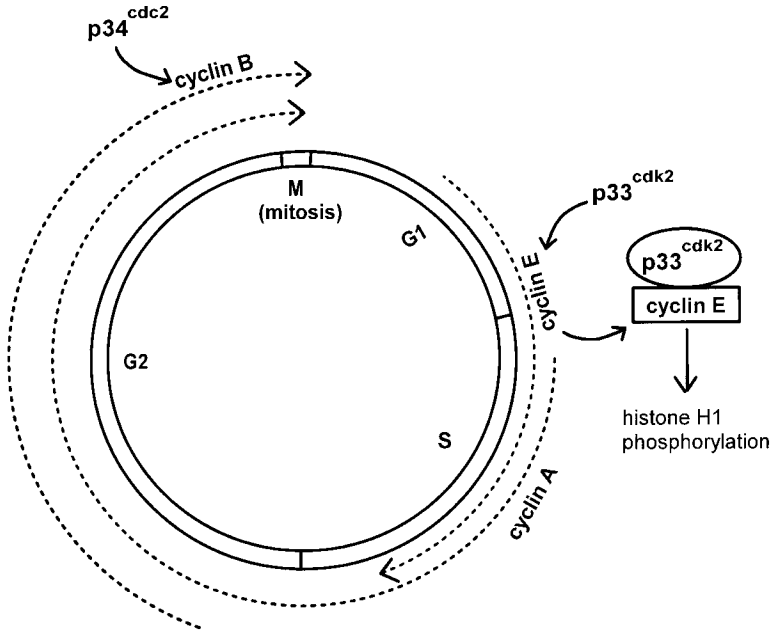 p34cdc2
cyclin B
M
(mitosis)
G1
p33cdk2
cyclin E
p33cdk2
cyclin E
G2
S
cyclin A
histone H1
phosphorylation